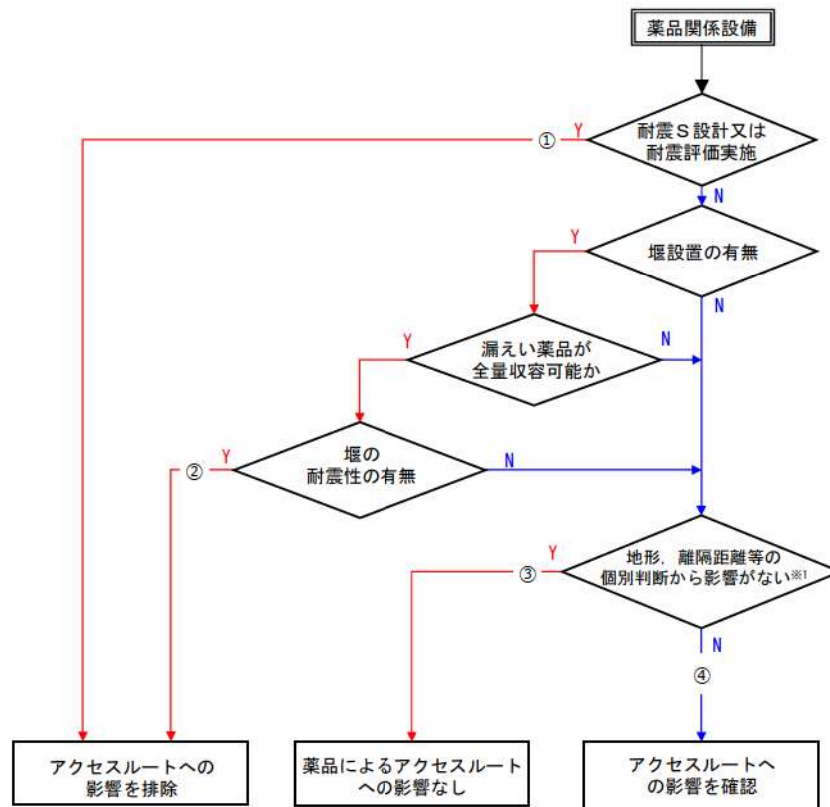 薬品関係設備
耐震Ｓ設計又は
耐震評価実施
Y
①
N
堰設置の有無
Y
N
漏えい薬品が
全量収容可能か
Y
N
堰の
耐震性の有無
Y
②
N
地形，離隔距離等の
個別判断から影響がない※1
Y
③
N
④
アクセスルートへの
影響を排除
薬品によるアクセスルート
への影響なし
アクセスルートへ
の影響を確認